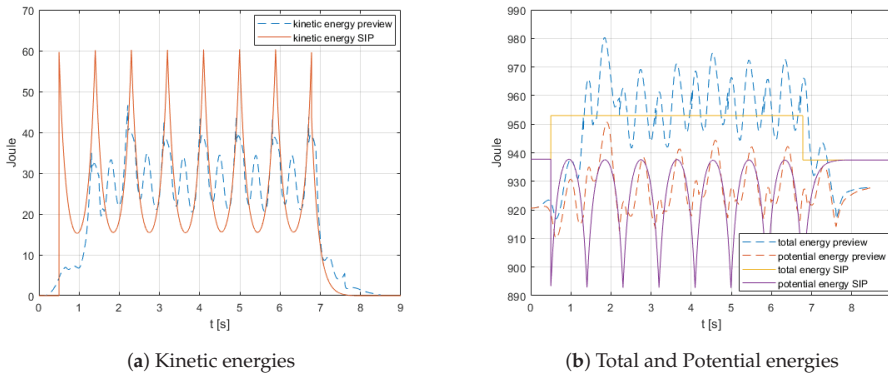 70
60
50
40
30
20
10
0
Joule
0 1 2 3 4 5 6 7 8 9
t [s]
kinetic energy preview
kinetic energy SIP
(a) Kinetic energies
990
980
970
960
950
940
930
920
910
900
890
Joule
0 1 2 3 4 5 6 7 8
t [s]
total energy preview
potential energy preview
total energy SIP
potential energy SIP
(b) Total and Potential energies